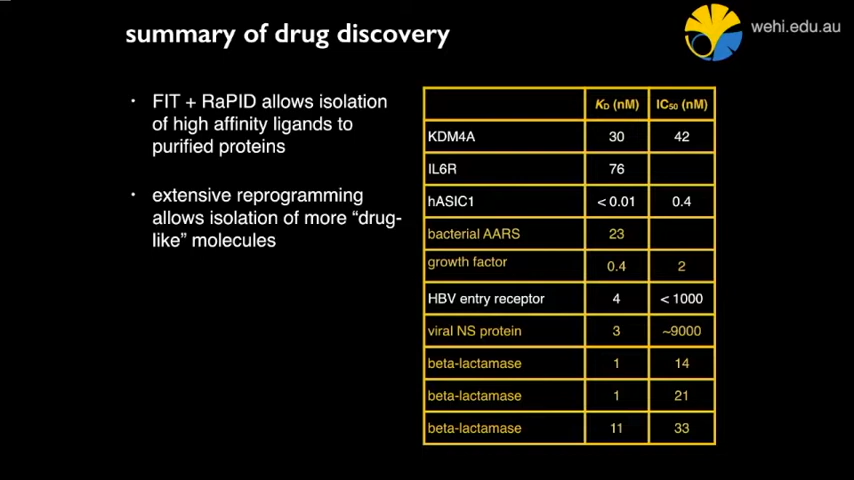 summary of drug discovery
wehi.edu.au
• FIT + RaPID allows isolation
of high affinity ligands to
purified proteins
• extensive reprogramming
allows isolation of more “drug-
like” molecules
KD (nM) IC50 (nM)
KDM4A 30 42
IL6R 76
hASIC1 < 0.01 0.4
bacterial AARS 23
growth factor 0.4 2
HBV entry receptor 4 < 1000
viral NS protein 3 ~9000
beta-lactamase 1 14
beta-lactamase 1 21
beta-lactamase 11 33